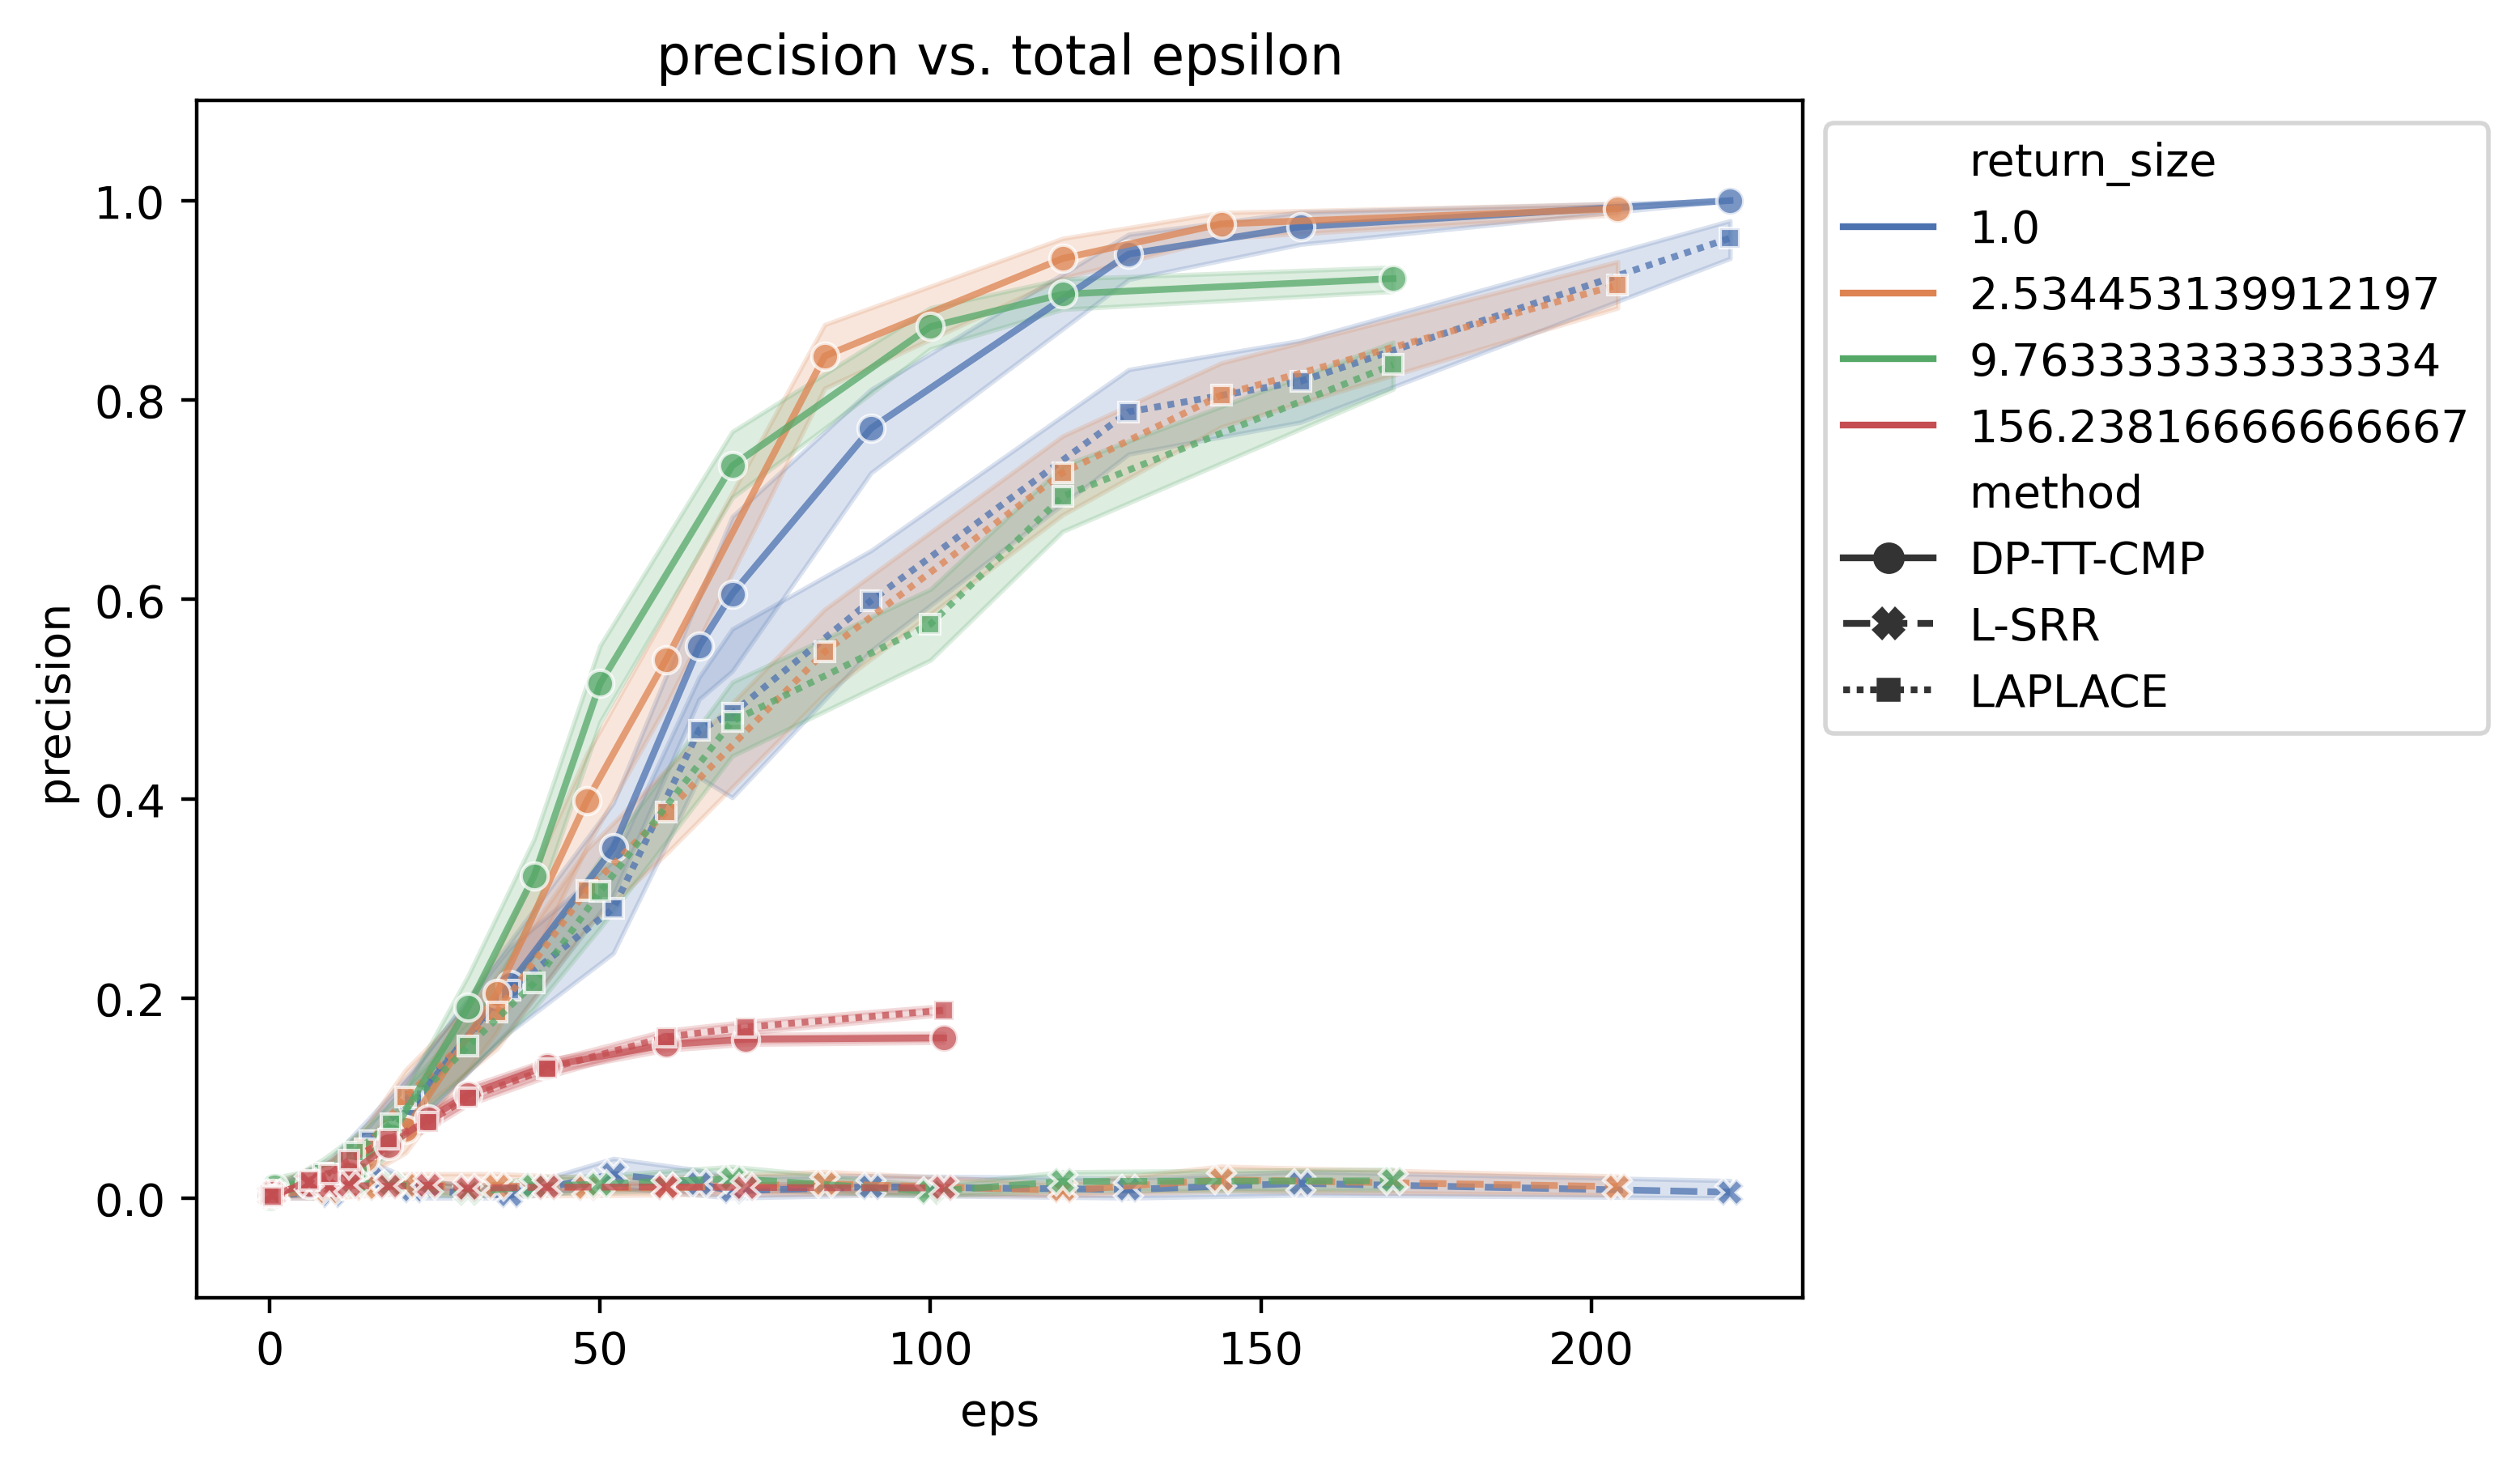 precision vs. total epsilon
precision
1.0
0.8
0.6
0.4
0.2
0.0
0
50
100
150
200
eps
return_size
1.0
2.534453139912197
9.763333333333334
156.23816666666667
method
DP-TT-CMP
L-SRR
LAPLACE